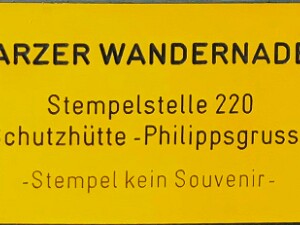 ARZER WANDERNADE
Stempelstelle 220
chutzhütte -Philippsgruss
-Stempel kein Souvenir-